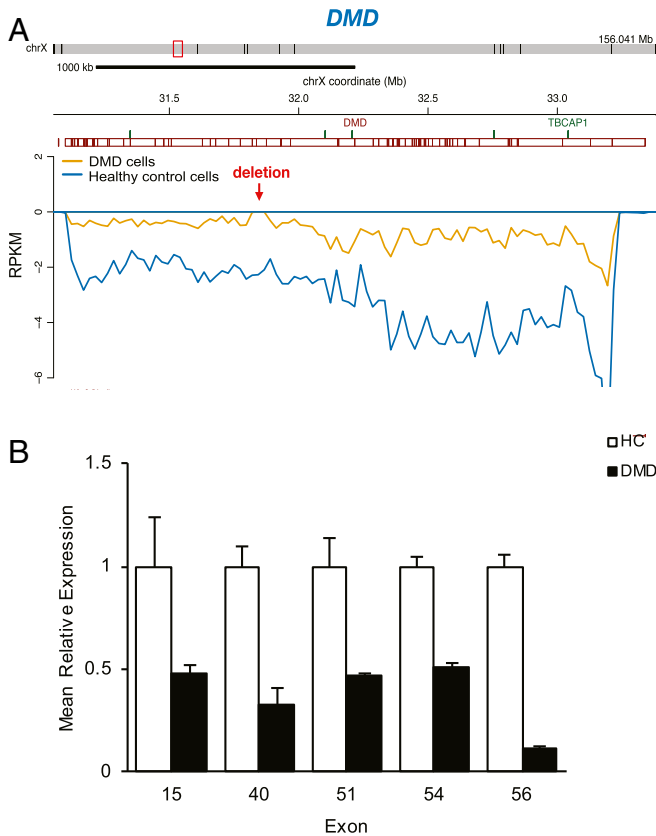 A
DMD
chrX
156.041 Mb
1000 kb
chrX coordinate (Mb)
31.5 32.0 32.5 33.0
DMD TBCAP1
DMD cells
Healthy control cells
deletion
RPKM
2
0
-2
-4
-6
B
HC
DMD
Mean Relative Expression
1.5
1
0.5
0
15 40 51 54 56
Exon